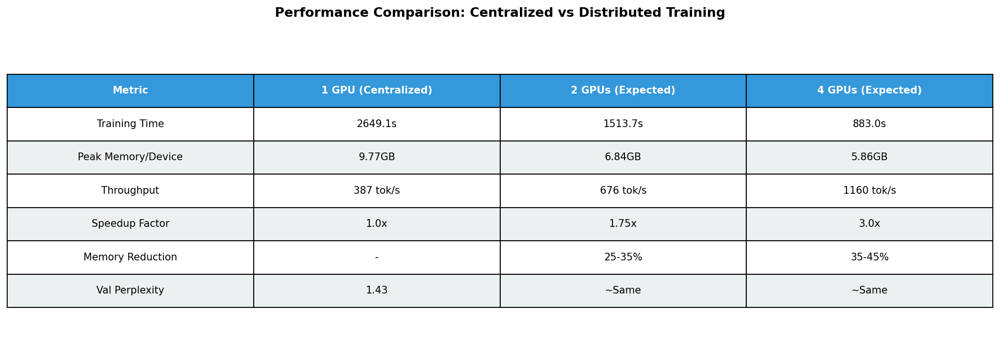 Performance Comparison: Centralized vs Distributed Training
Metric 1 GPU (Centralized) 2 GPUs (Expected) 4 GPUs (Expected)
Training Time 2649.1s 1513.7s 883.0s
Peak Memory/Device 9.77GB 6.84GB 5.86GB
Throughput 387 tok/s 676 tok/s 1160 tok/s
Speedup Factor 1.0x 1.75x 3.0x
Memory Reduction - 25-35% 35-45%
Val Perplexity 1.43 ~Same ~Same